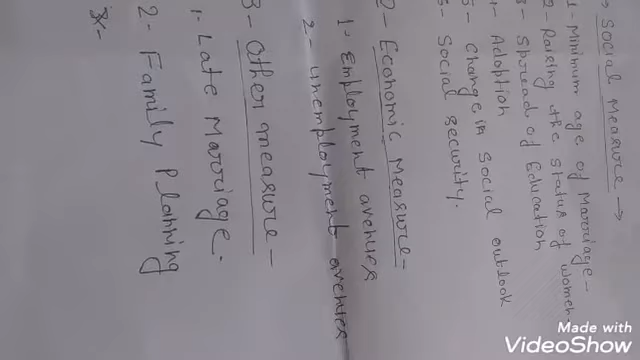 Social Measure →
1- Minimum age of Marriage-
2- Raising the status of women-
3- Spread of Education
4- Adoption
5- Change in Social outlook
6- Social security.
2- Economic Measure-
1- Employment avenues
2- unemployment avenues
3- Other measure-
1- Late Marriage.
2- Family Planning
3-
Made with
VideoShow